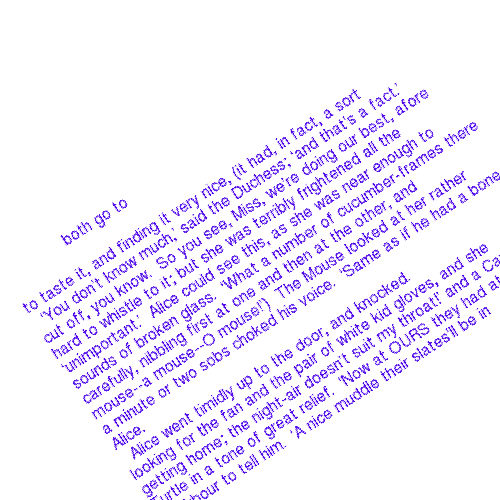 both go to
to taste it, and finding it very nice, (it had, in fact, a sort
'You don't know much,' said the Duchess; 'and that's a fact.'
cut off, you know. So you see, Miss, we're doing our best, afore
hard to whistle to it; but she was terribly frightened all the
'unimportant.' Alice could see this, as she was near enough to
sounds of broken glass. 'What a number of cucumber-frames there
carefully, nibbling first at one and then at the other, and
mouse--a mouse--O mouse!') The Mouse looked at her rather
a minute or two sobs choked his voice. 'Same as if he had a bone
Alice.
Alice went timidly up to the door, and knocked.
looking for the fan and the pair of white kid gloves, and she
getting home; the night-air doesn't suit my throat!' and a
in a tone of great relief. 'Now at OURS they had at
hour to tell him. 'A nice muddle their slates'll be in